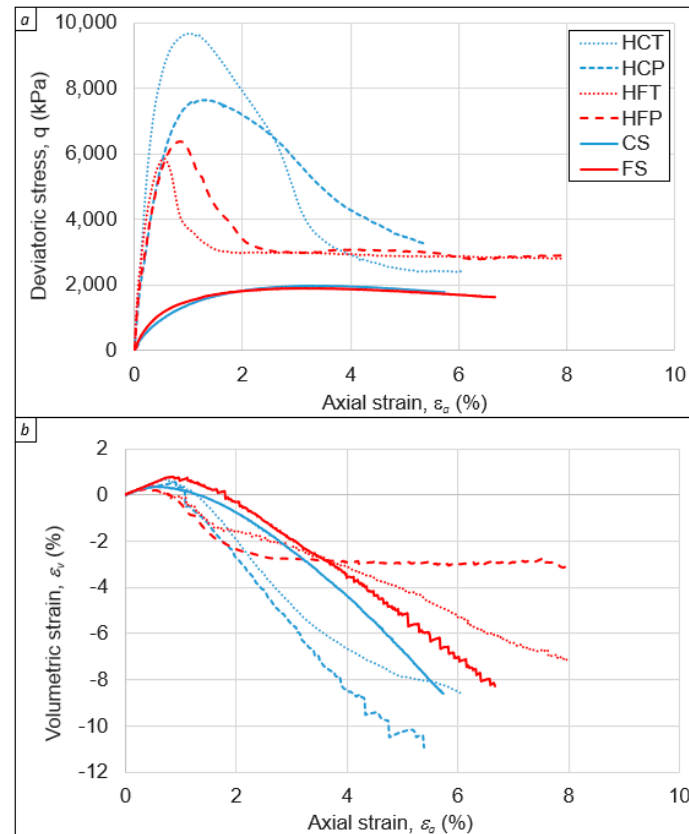 a
10,000
8,000
6,000
4,000
2,000
0
Deviatoric stress, q (kPa)
HCT
HCP
HFT
HFP
CS
FS
0 2 4 6 8 10
Axial strain, εa (%)
b
2
0
-2
-4
-6
-8
-10
-12
Volumetric strain, εv (%)
0 2 4 6 8 10
Axial strain, εa (%)